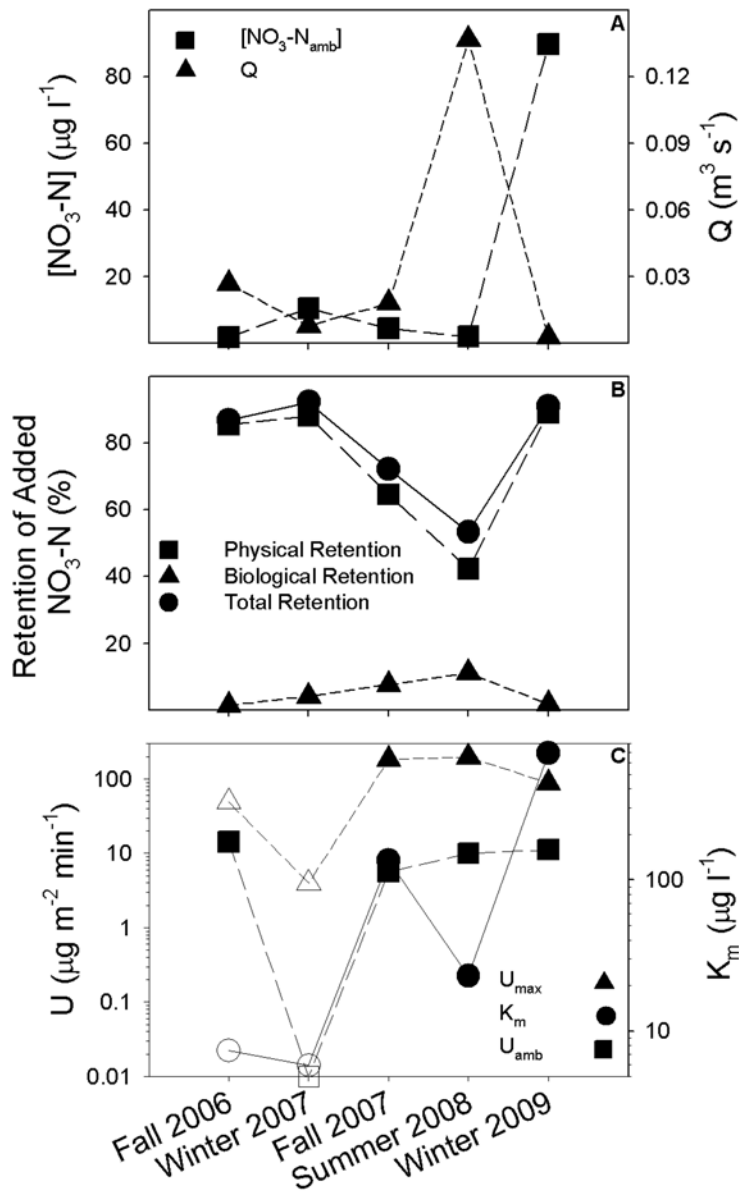 A
[NO₃-Nₐₘb]
Q
[NO₃-N] (μg l⁻¹)
80
60
40
20
Q (m³ s⁻¹)
0.12
0.09
0.06
0.03
B
Retention of Added
NO₃-N (%)
80
60
40
20
Physical Retention
Biological Retention
Total Retention
C
U (μg m⁻² min⁻¹)
100
10
1
0.1
0.01
Kₘ (μg l⁻¹)
100
10
Uₘₐₓ
Kₘ
Uₐₘb
Fall 2006
Winter 2007
Fall 2007
Summer 2008
Winter 2009